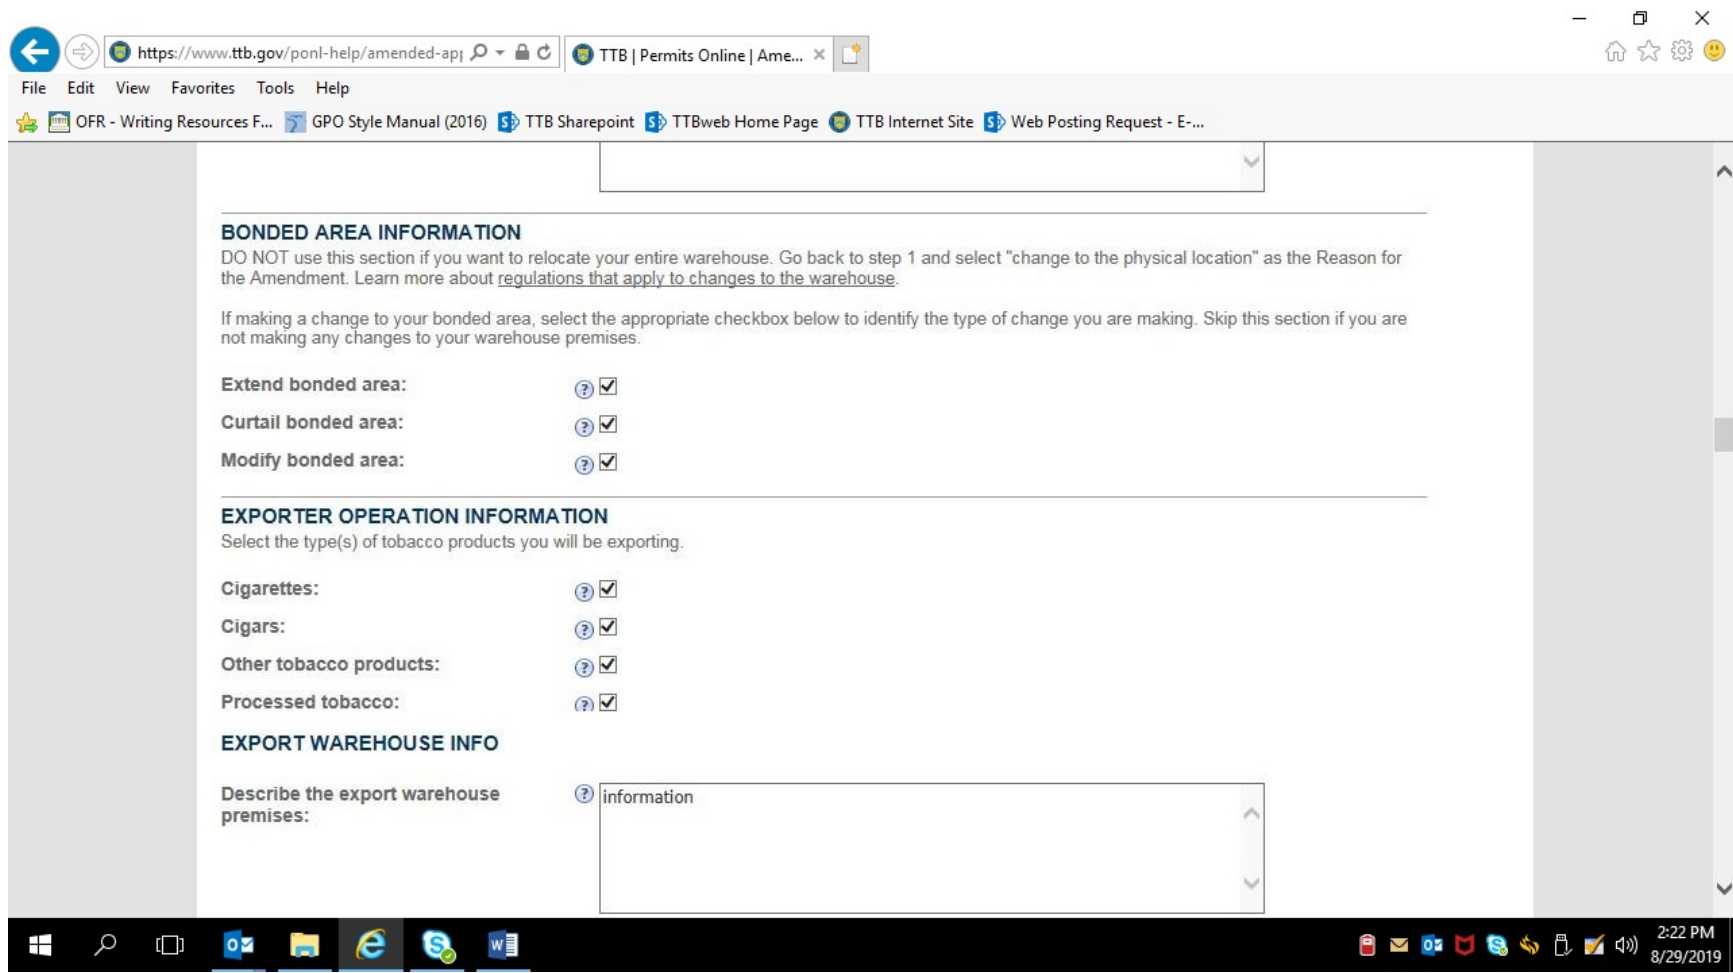 https://www.ttb.gov/ponl-help/amended-ap
TTB | Permits Online | Ame...
File Edit View Favorites Tools Help
OFR - Writing Resources F... GPO Style Manual (2016) TTB Sharepoint TTBweb Home Page TTB Internet Site Web Posting Request - E-...
BONDED AREA INFORMATION
DO NOT use this section if you want to relocate your entire warehouse. Go back to step 1 and select "change to the physical location" as the Reason for
the Amendment. Learn more about regulations that apply to changes to the warehouse.
If making a change to your bonded area, select the appropriate checkbox below to identify the type of change you are making. Skip this section if you are
not making any changes to your warehouse premises.
Extend bonded area:
Curtail bonded area:
Modify bonded area:
EXPORTER OPERATION INFORMATION
Select the type(s) of tobacco products you will be exporting.
Cigarettes:
Cigars:
Other tobacco products:
Processed tobacco:
EXPORT WAREHOUSE INFO
Describe the export warehouse
premises:
information
2:22 PM
8/29/2019